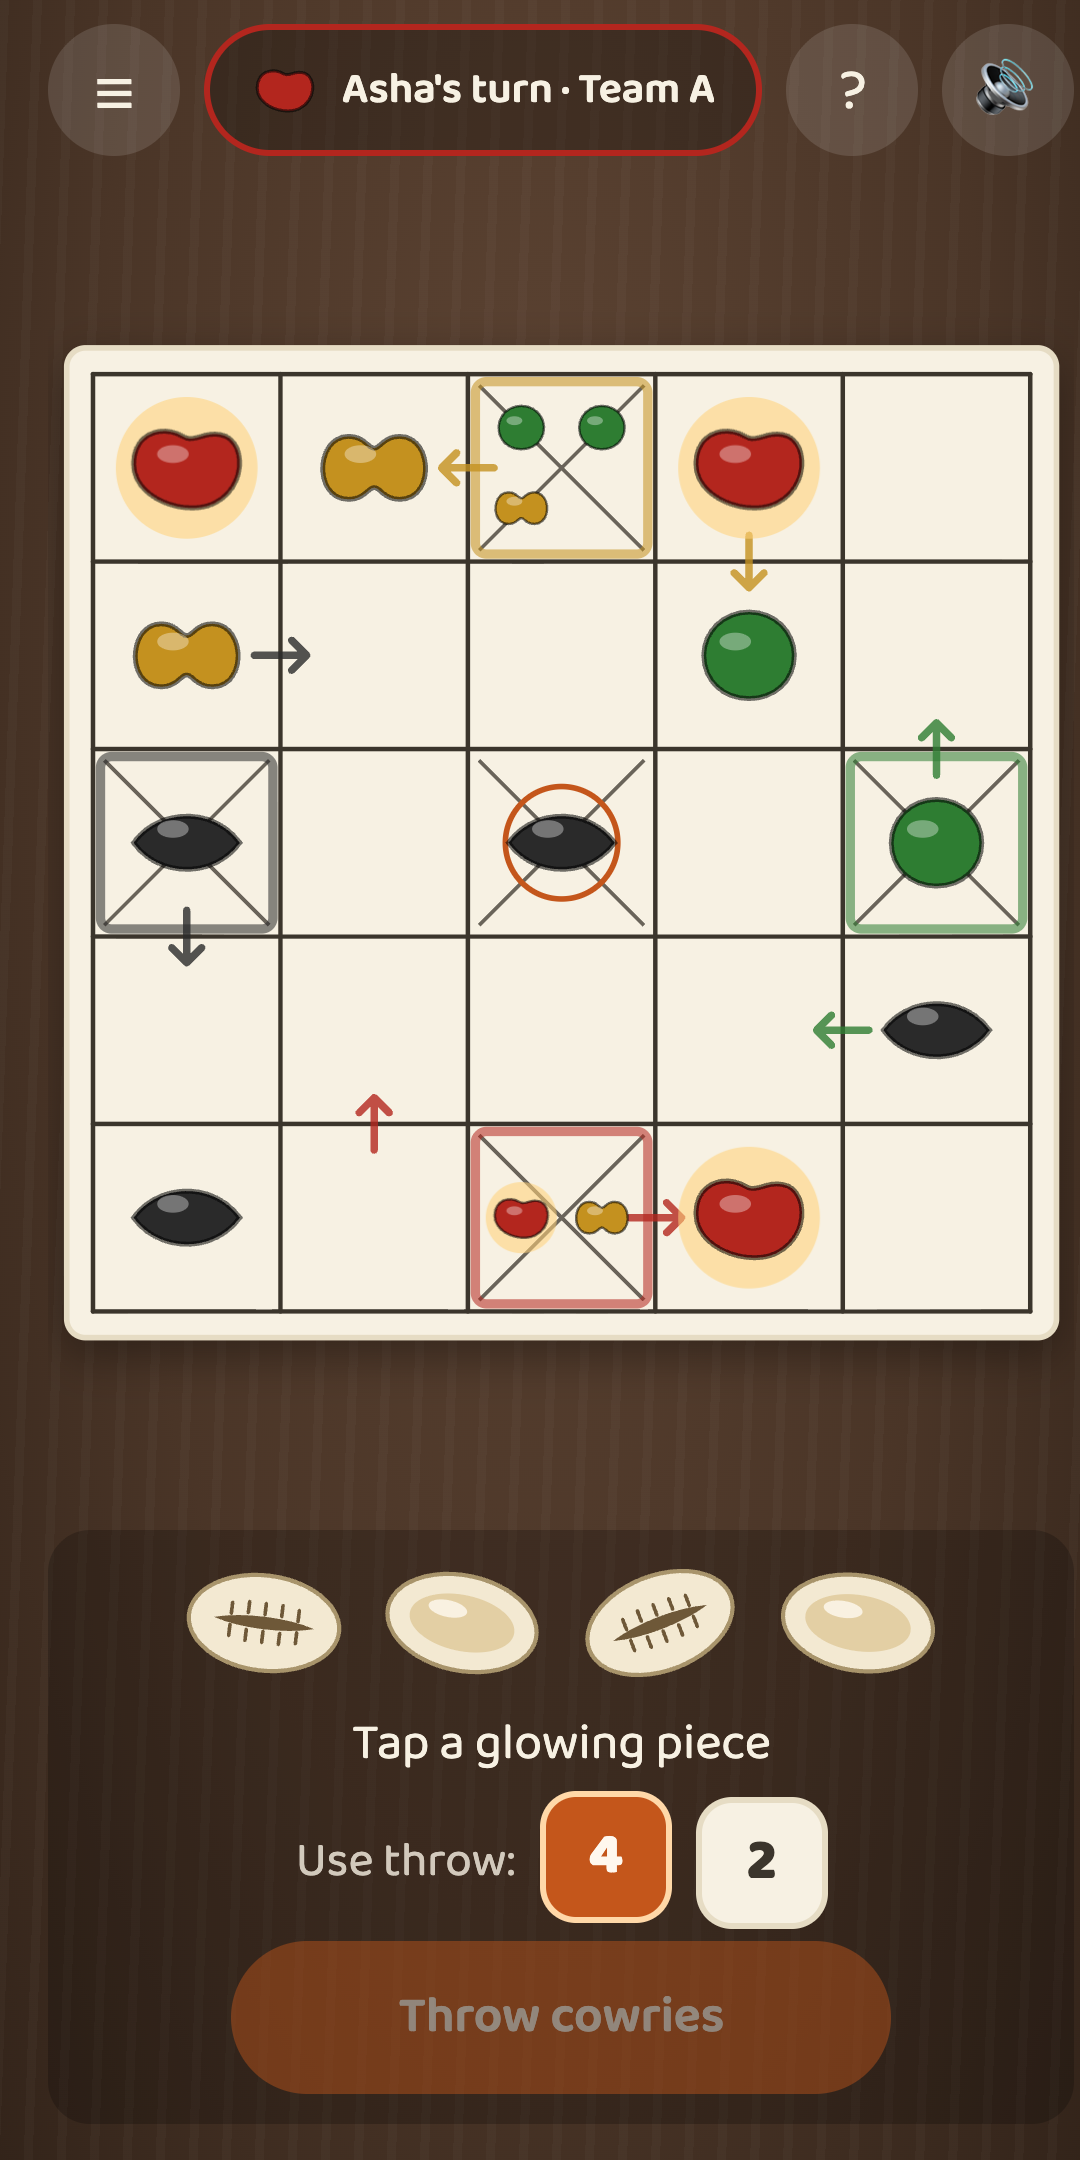 Asha's turn · Team A
?
Tap a glowing piece
Use throw: 4 2
Throw cowries